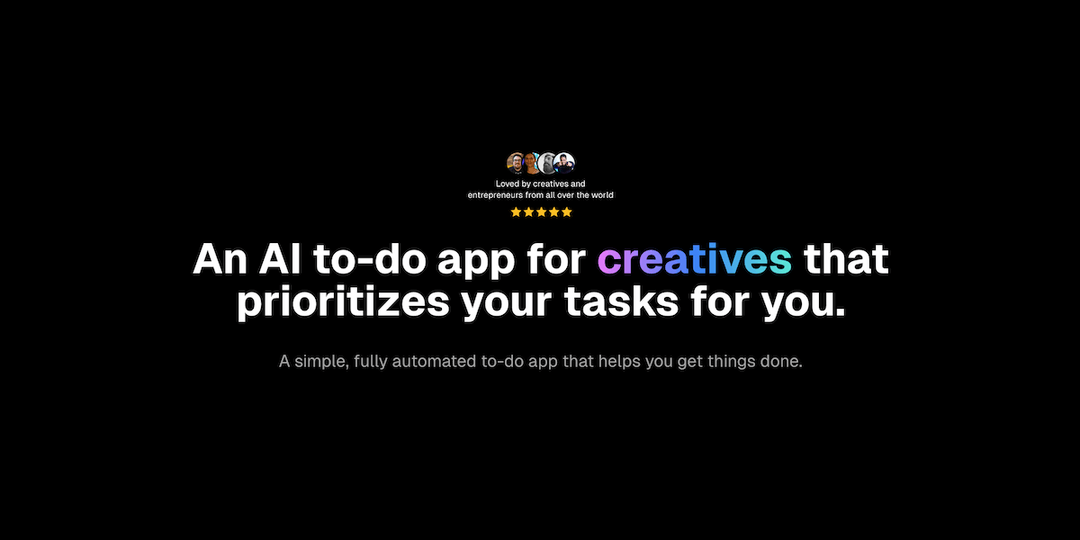 Loved by creatives and
entrepreneurs from all over the world
An AI to-do app for creatives that
prioritizes your tasks for you.
A simple, fully automated to-do app that helps you get things done.